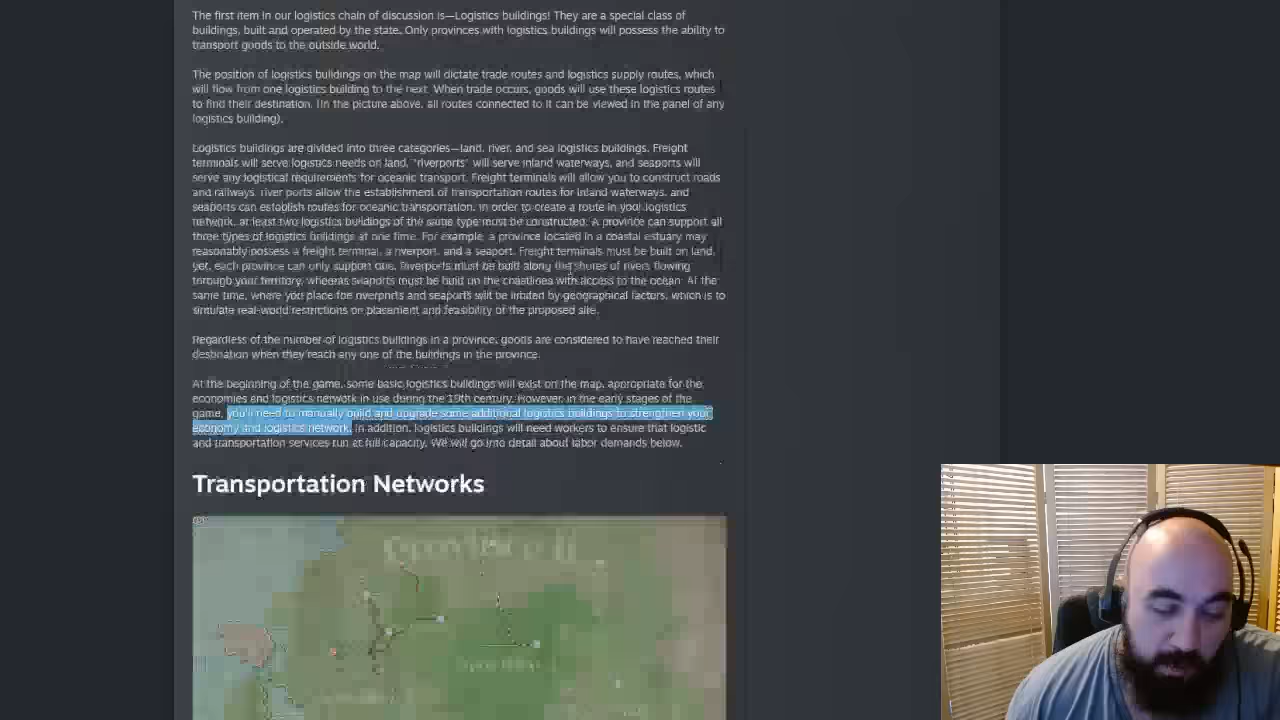 The first item in our logistics chain of discussion is—Logistics buildings! They are a special class of
buildings, built and operated by the state. Only provinces with logistics buildings will possess the ability to
transport goods to the outside world.
The position of logistics buildings on the map will dictate trade routes and logistics supply routes, which
will flow from one logistics building to the next. When trade occurs, goods will use these logistics routes
to find their destination. (In the picture above, all routes connected to it can be viewed in the panel of any
logistics building).
Logistics buildings are divided into three categories—land, river, and sea logistics buildings. Freight
terminals will serve logistics needs on land, "riverports" will serve inland waterways, and seaports will
serve any logistical requirements for oceanic transport. Freight terminals will allow you to construct roads
and railways, river ports allow the establishment of transportation routes for inland waterways, and
seaports can establish routes for oceanic transportation. In order to create a route in your logistics
network, at least two logistics buildings of the same type must be constructed. A province can support all
three types of logistics buildings at one time. For example, a province located in a coastal estuary may
reasonably possess a freight terminal, a riverport, and a seaport. Freight terminals must be built on land,
yet, each province can only support one. Riverports must be built along the shores of rivers flowing
through your territory, whereas seaports must be built on the coastlines with access to the ocean. At the
same time, where you place for riverports and seaports will be limited by geographical factors, which is to
simulate real-world restrictions on placement and feasibility of the proposed site.
Regardless of the number of logistics buildings in a province, goods are considered to have reached their
destination when they reach any one of the buildings in the province.
At the beginning of the game, some basic logistics buildings will exist on the map, appropriate for the
economies and logistics network in use during the 19th century. However, in the early stages of the
game, you'll need to manually build and upgrade some additional logistics buildings to strengthen your
economy and logistics network. In addition, logistics buildings will need workers to ensure that logistic
and transportation services run at full capacity. We will go into detail about labor demands below.
Transportation Networks